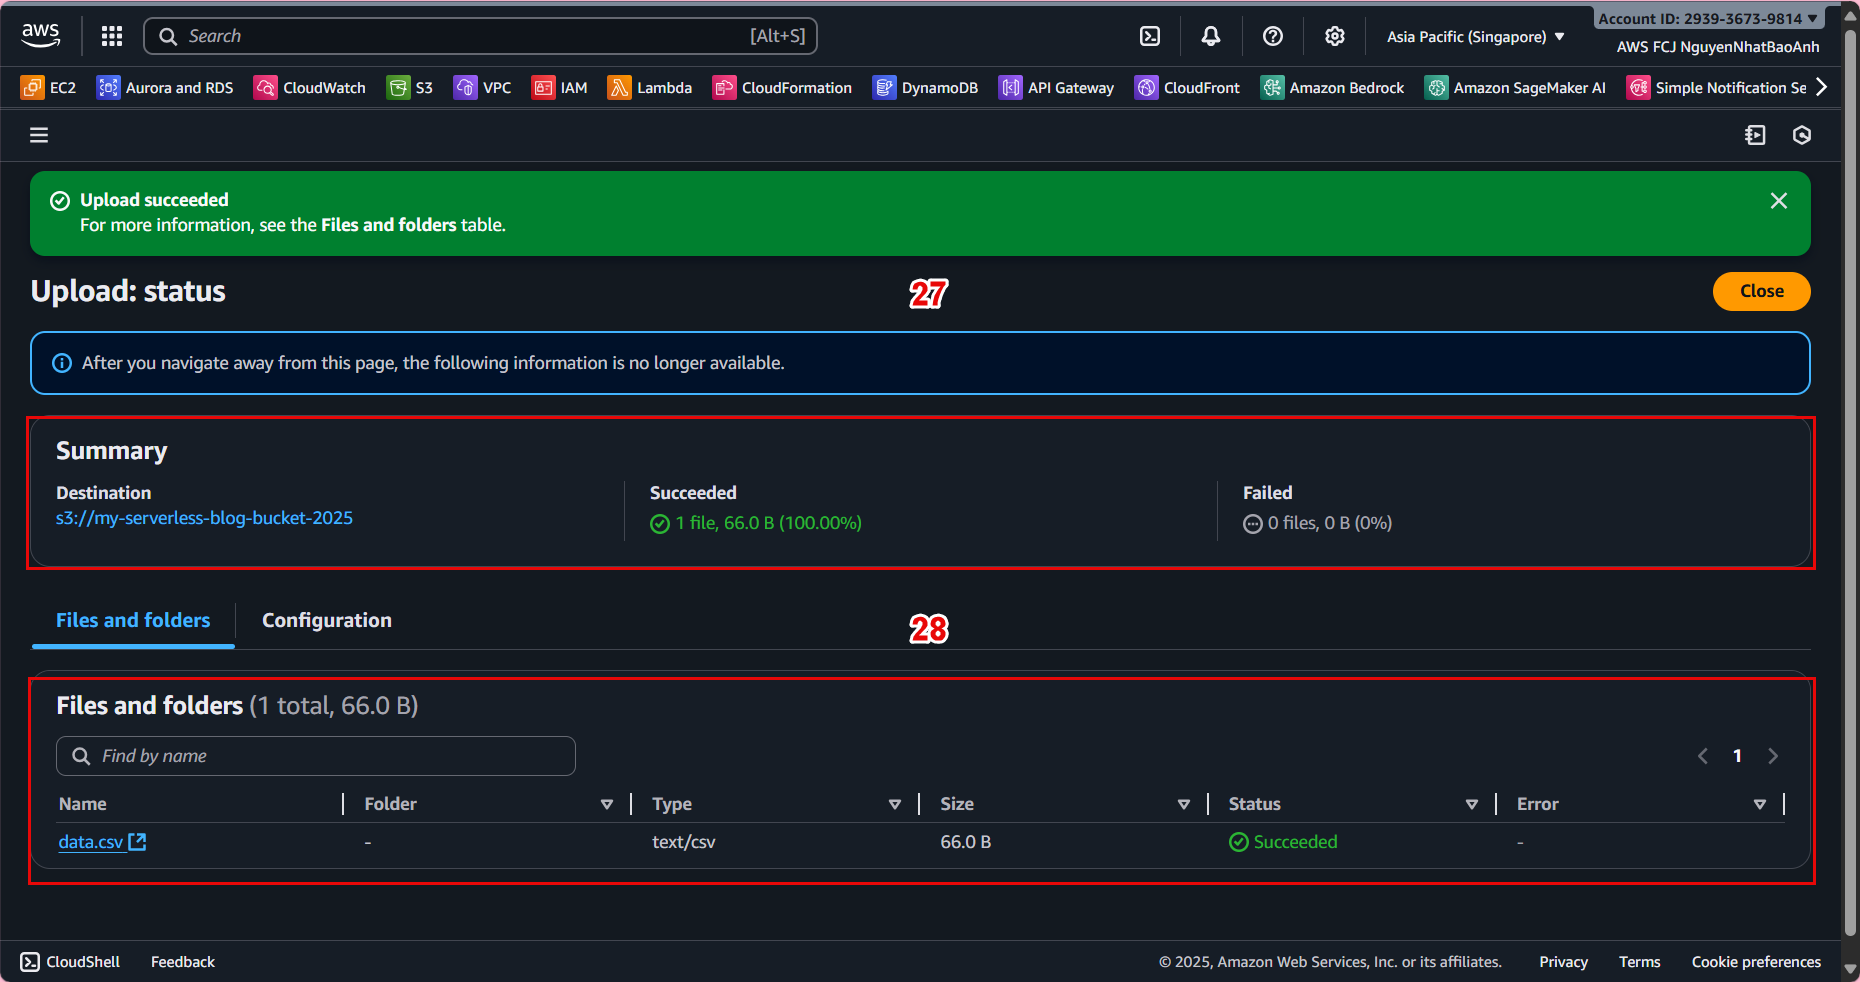 aws
Search
[Alt+S]
Asia Pacific (Singapore)
Account ID: 2939-3673-9814
AWS FCJ NguyenNhatBaoAnh
EC2
Aurora and RDS
CloudWatch
S3
VPC
IAM
Lambda
CloudFormation
DynamoDB
API Gateway
CloudFront
Amazon Bedrock
Amazon SageMaker AI
Simple Notification Se
Upload succeeded
For more information, see the Files and folders table.
Upload: status
27
Close
After you navigate away from this page, the following information is no longer available.
Summary
Destination
s3://my-serverless-blog-bucket-2025
Succeeded
1 file, 66.0 B (100.00%)
Failed
0 files, 0 B (0%)
Files and folders
Configuration
28
Files and folders (1 total, 66.0 B)
Find by name
1
Name
Folder
Type
Size
Status
Error
data.csv
-
text/csv
66.0 B
Succeeded
-
CloudShell
Feedback
© 2025, Amazon Web Services, Inc. or its affiliates.
Privacy
Terms
Cookie preferences